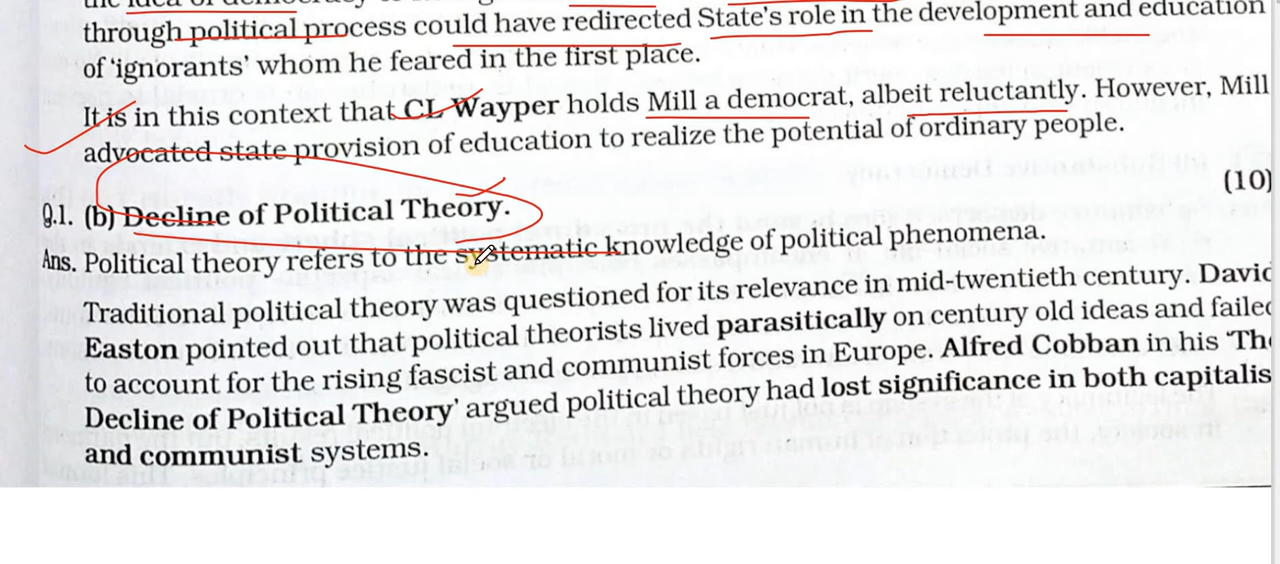 through political process could have redirected State's role in the development and education
of 'ignorants' whom he feared in the first place.
It is in this context that CL Wayper holds Mill a democrat, albeit reluctantly. However, Mill
advocated state provision of education to realize the potential of ordinary people.
(10)
Q.1. (b) Decline of Political Theory.
Ans. Political theory refers to the systematic knowledge of political phenomena.
Traditional political theory was questioned for its relevance in mid-twentieth century. David
Easton pointed out that political theorists lived parasitically on century old ideas and failed
to account for the rising fascist and communist forces in Europe. Alfred Cobban in his 'The
Decline of Political Theory' argued political theory had lost significance in both capitalis
and communist systems.